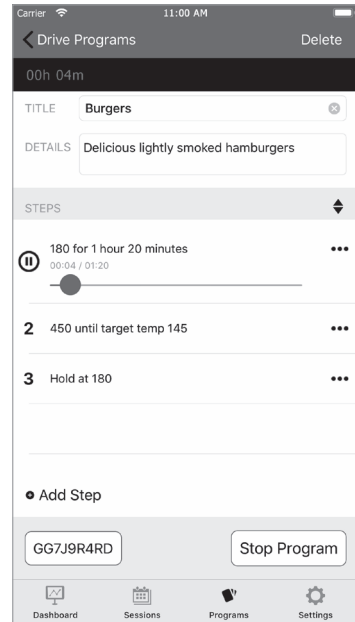 Carrier 11:00 AM
Drive Programs Delete
00h 04m
TITLE Burgers
DETAILS Delicious lightly smoked hamburgers
STEPS
180 for 1 hour 20 minutes
00:04 / 01:20
2 450 until target temp 145
3 Hold at 180
Add Step
GG7J9R4RD Stop Program
Dashboard Sessions Programs Settings